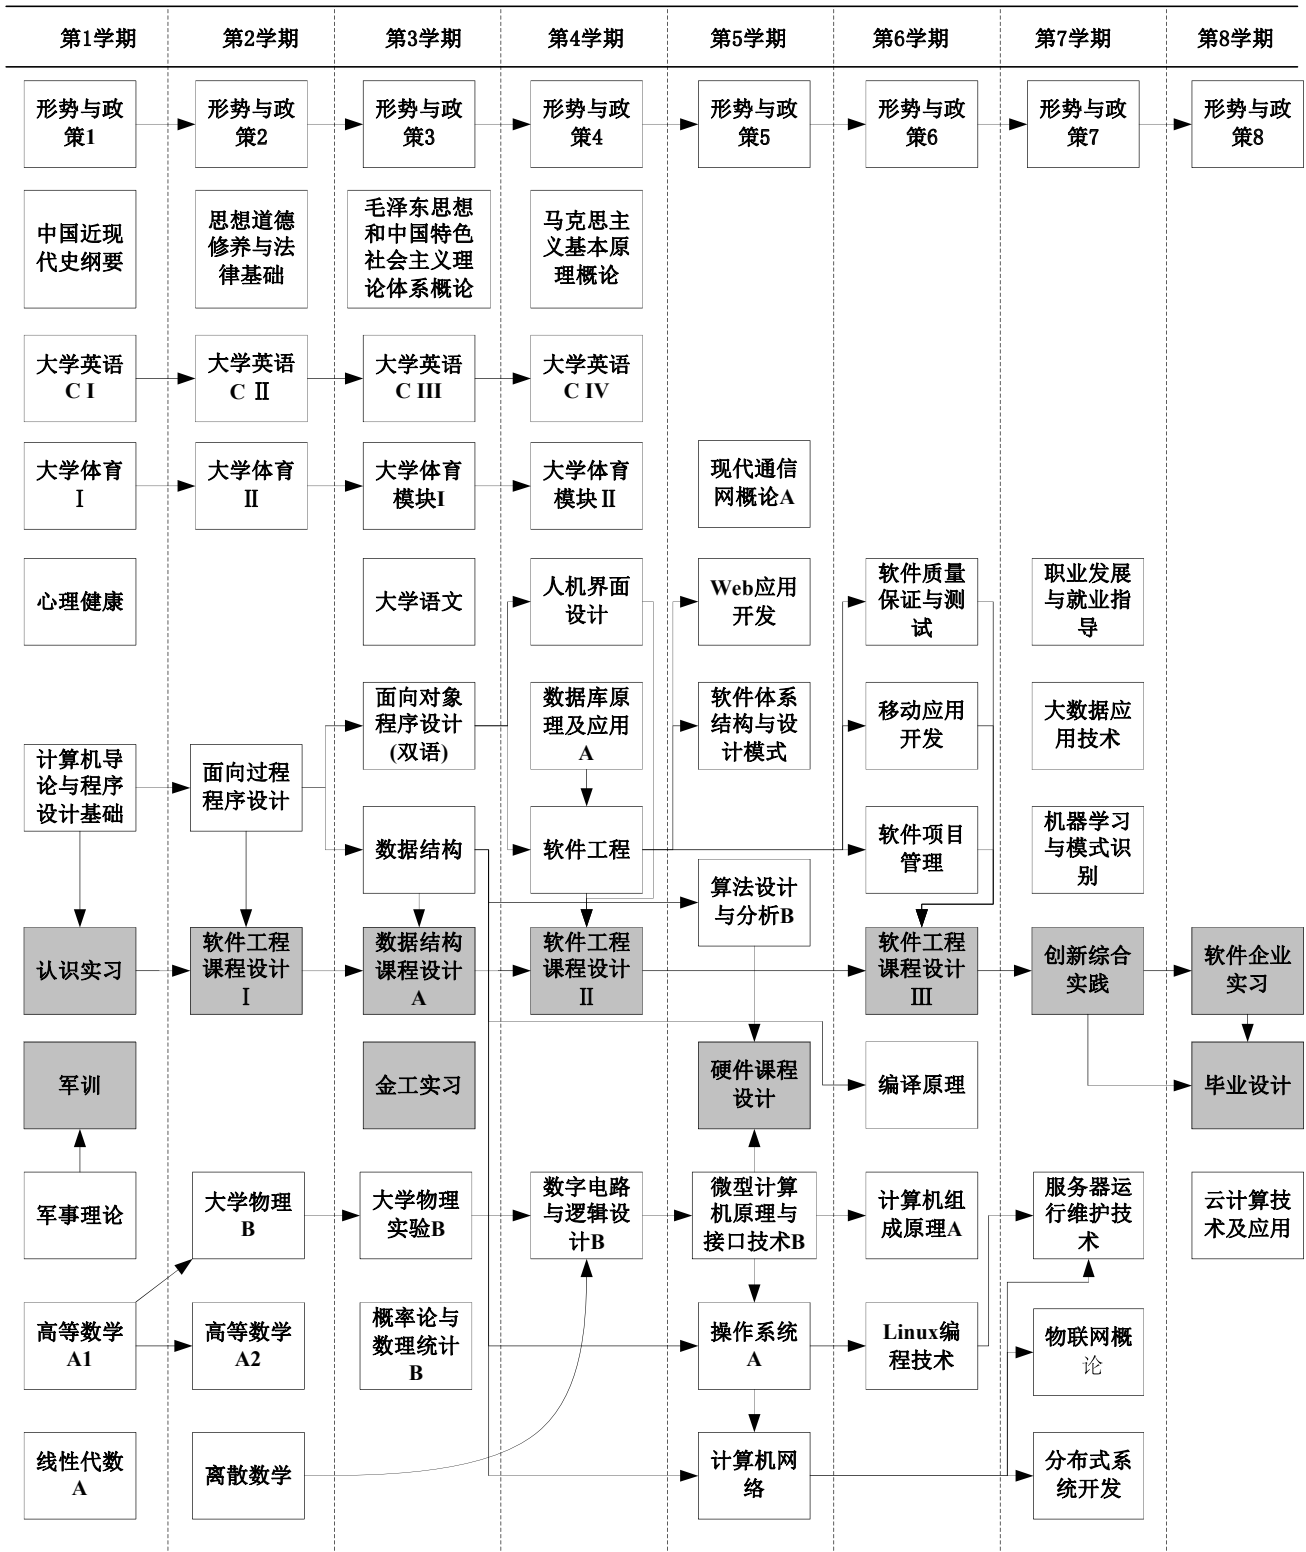 第1学期
第2学期
第3学期
第4学期
第5学期
第6学期
第7学期
第8学期
形势与政
策1
形势与政
策2
形势与政
策3
形势与政
策4
形势与政
策5
形势与政
策6
形势与政
策7
形势与政
策8
中国近现
代史纲要
思想道德
修养与法
律基础
毛泽东思想
和中国特色
社会主义理
论体系概论
马克思主
义基本原
理概论
大学英语
C I
大学英语
C Ⅱ
大学英语
C III
大学英语
C IV
大学体育
Ⅰ
大学体育
Ⅱ
大学体育
模块I
大学体育
模块Ⅱ
现代通信
网概论A
心理健康
大学语文
人机界面
设计
Web应用
开发
软件质量
保证与测
试
职业发展
与就业指
导
计算机导
论与程序
设计基础
面向过程
程序设计
面向对象
程序设计
(双语)
数据库原
理及应用
A
软件体系
结构与设
计模式
移动应用
开发
大数据应
用技术
数据结构
软件工程
算法设计
与分析B
软件项目
管理
机器学习
与模式识
别
认识实习
软件工程
课程设计
Ⅰ
数据结构
课程设计
A
软件工程
课程设计
Ⅱ
软件工程
课程设计
Ⅲ
创新综合
实践
软件企业
实习
军训
金工实习
硬件课程
设计
编译原理
毕业设计
军事理论
大学物理
B
大学物理
实验B
数字电路
与逻辑设
计B
微型计算
机原理与
接口技术B
计算机组
成原理A
服务器运
行维护技
术
云计算技
术及应用
高等数学
A1
高等数学
A2
概率论与
数理统计
B
操作系统
A
Linux编
程技术
物联网概
论
线性代数
A
离散数学
计算机网
络
分布式系
统开发